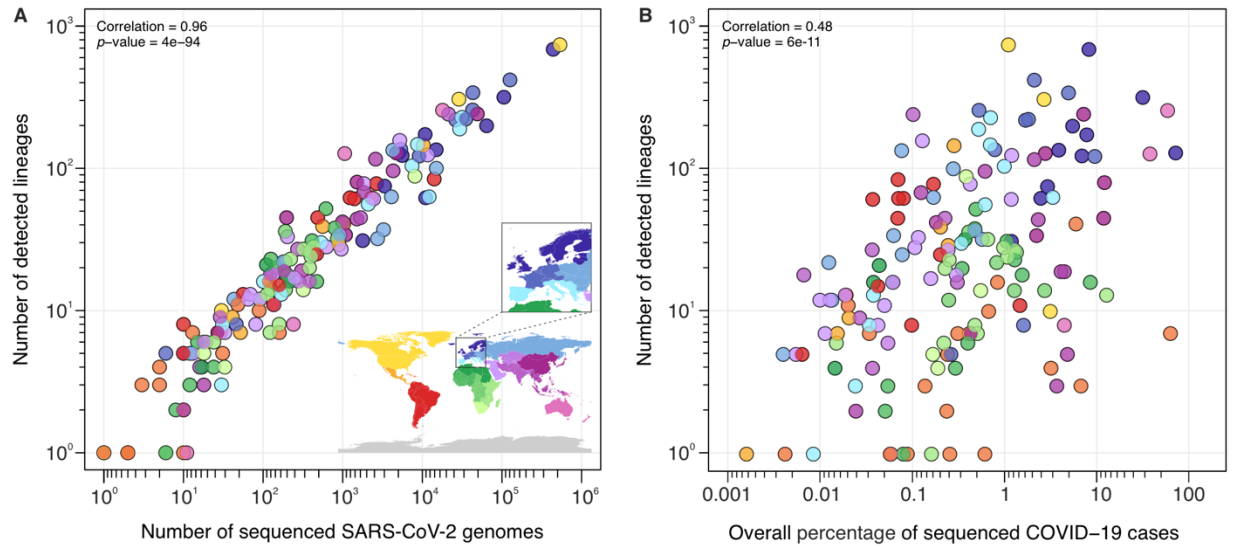 A
Correlation = 0.96
p−value = 4e−94
10³
10²
10¹
10⁰
Number of detected lineages
10⁰ 10¹ 10² 10³ 10⁴ 10⁵ 10⁶
Number of sequenced SARS-CoV-2 genomes
B
Correlation = 0.48
p−value = 6e-11
10³
10²
10¹
10⁰
Number of detected lineages
0.001 0.01 0.1 1 10 100
Overall percentage of sequenced COVID−19 cases